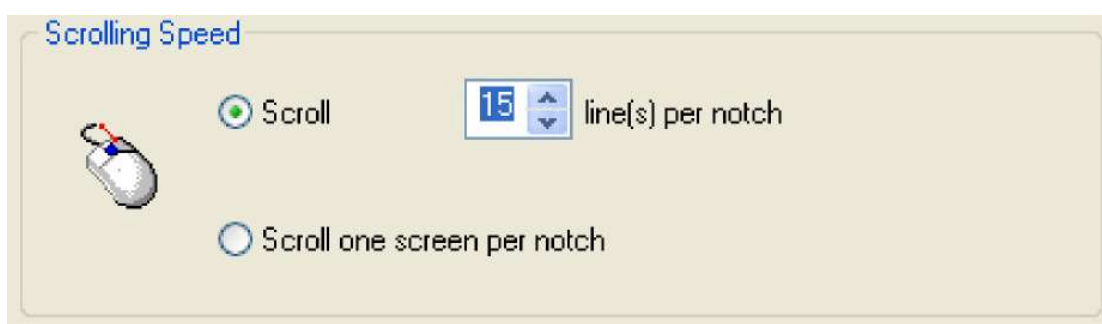 Scrolling Speed
Scroll 15 line(s) per notch
Scroll one screen per notch